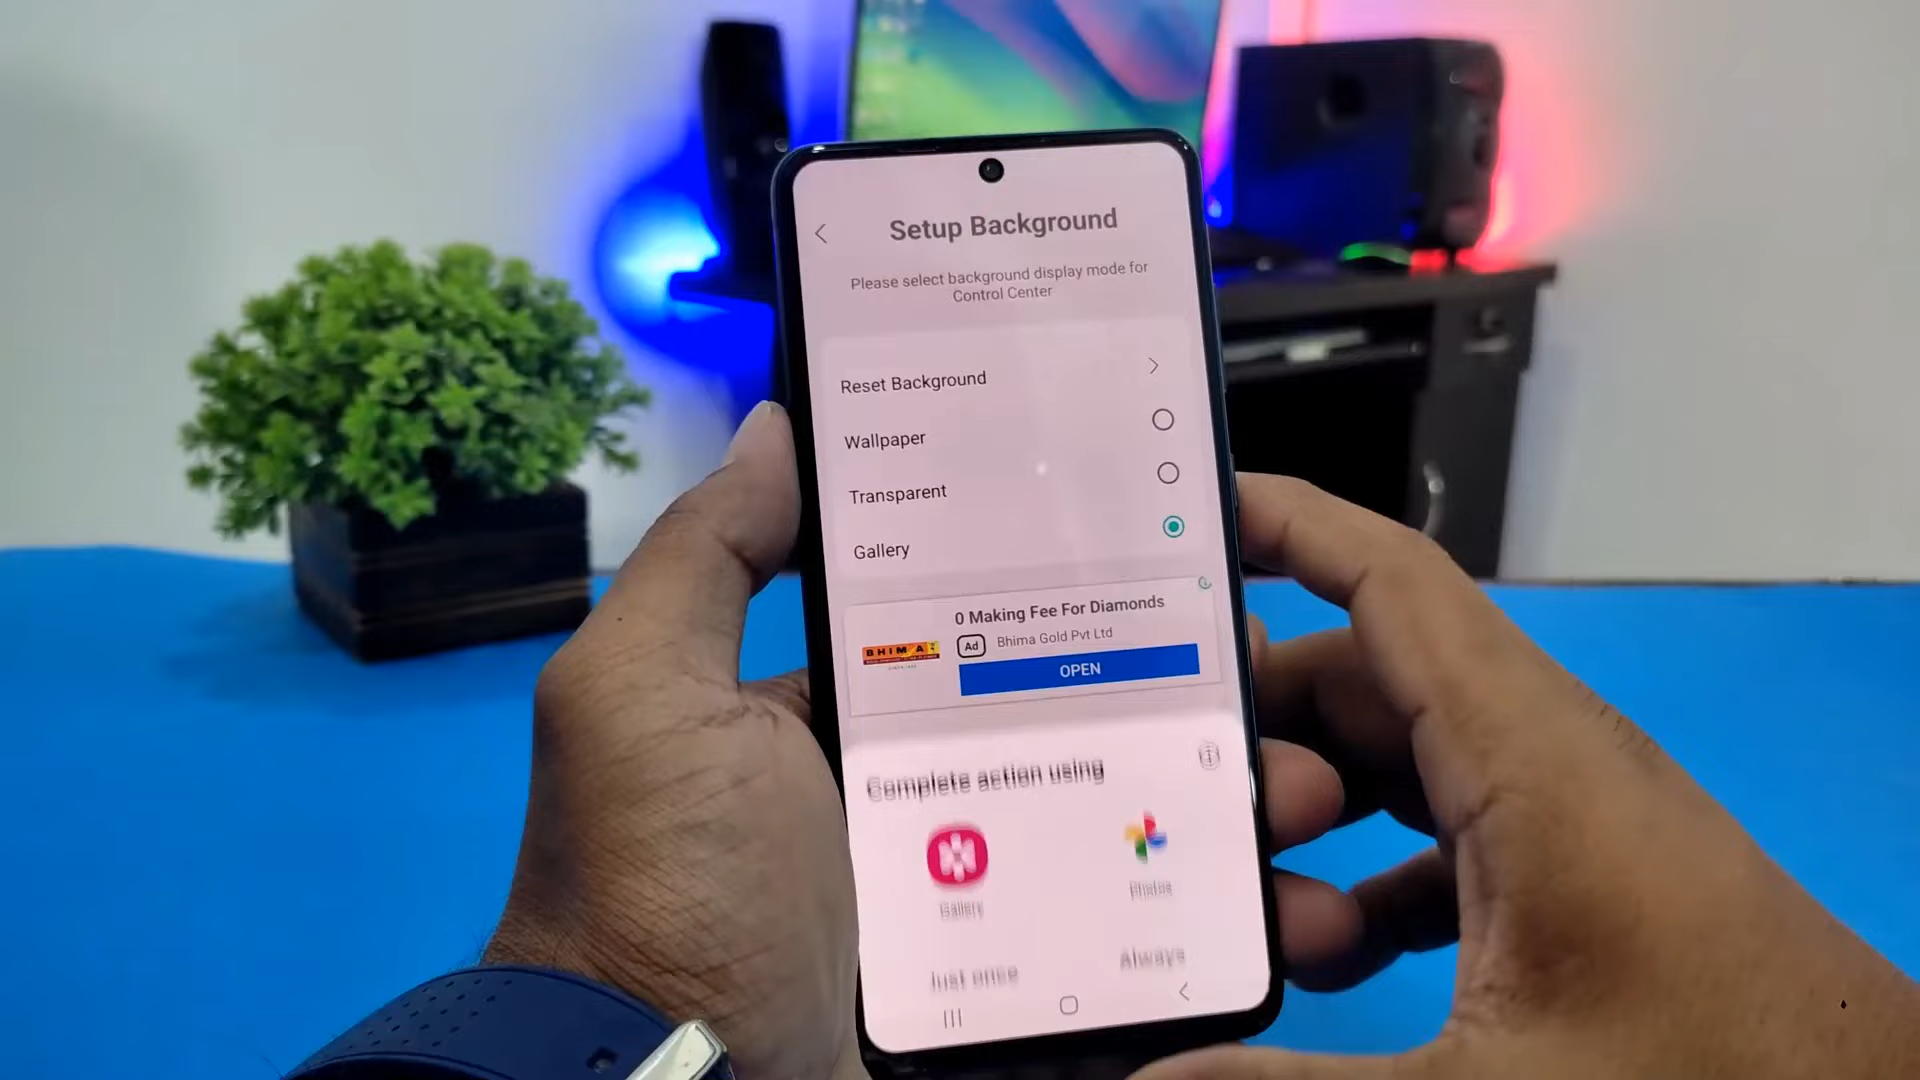 Setup Background
Please select background display mode for
Control Center
Reset Background
Wallpaper
Transparent
Gallery
0 Making Fee For Diamonds
Ad Bhima Gold Pvt Ltd
BHIMA
OPEN
Complete action using
Gallery
Photos
Just once
Always